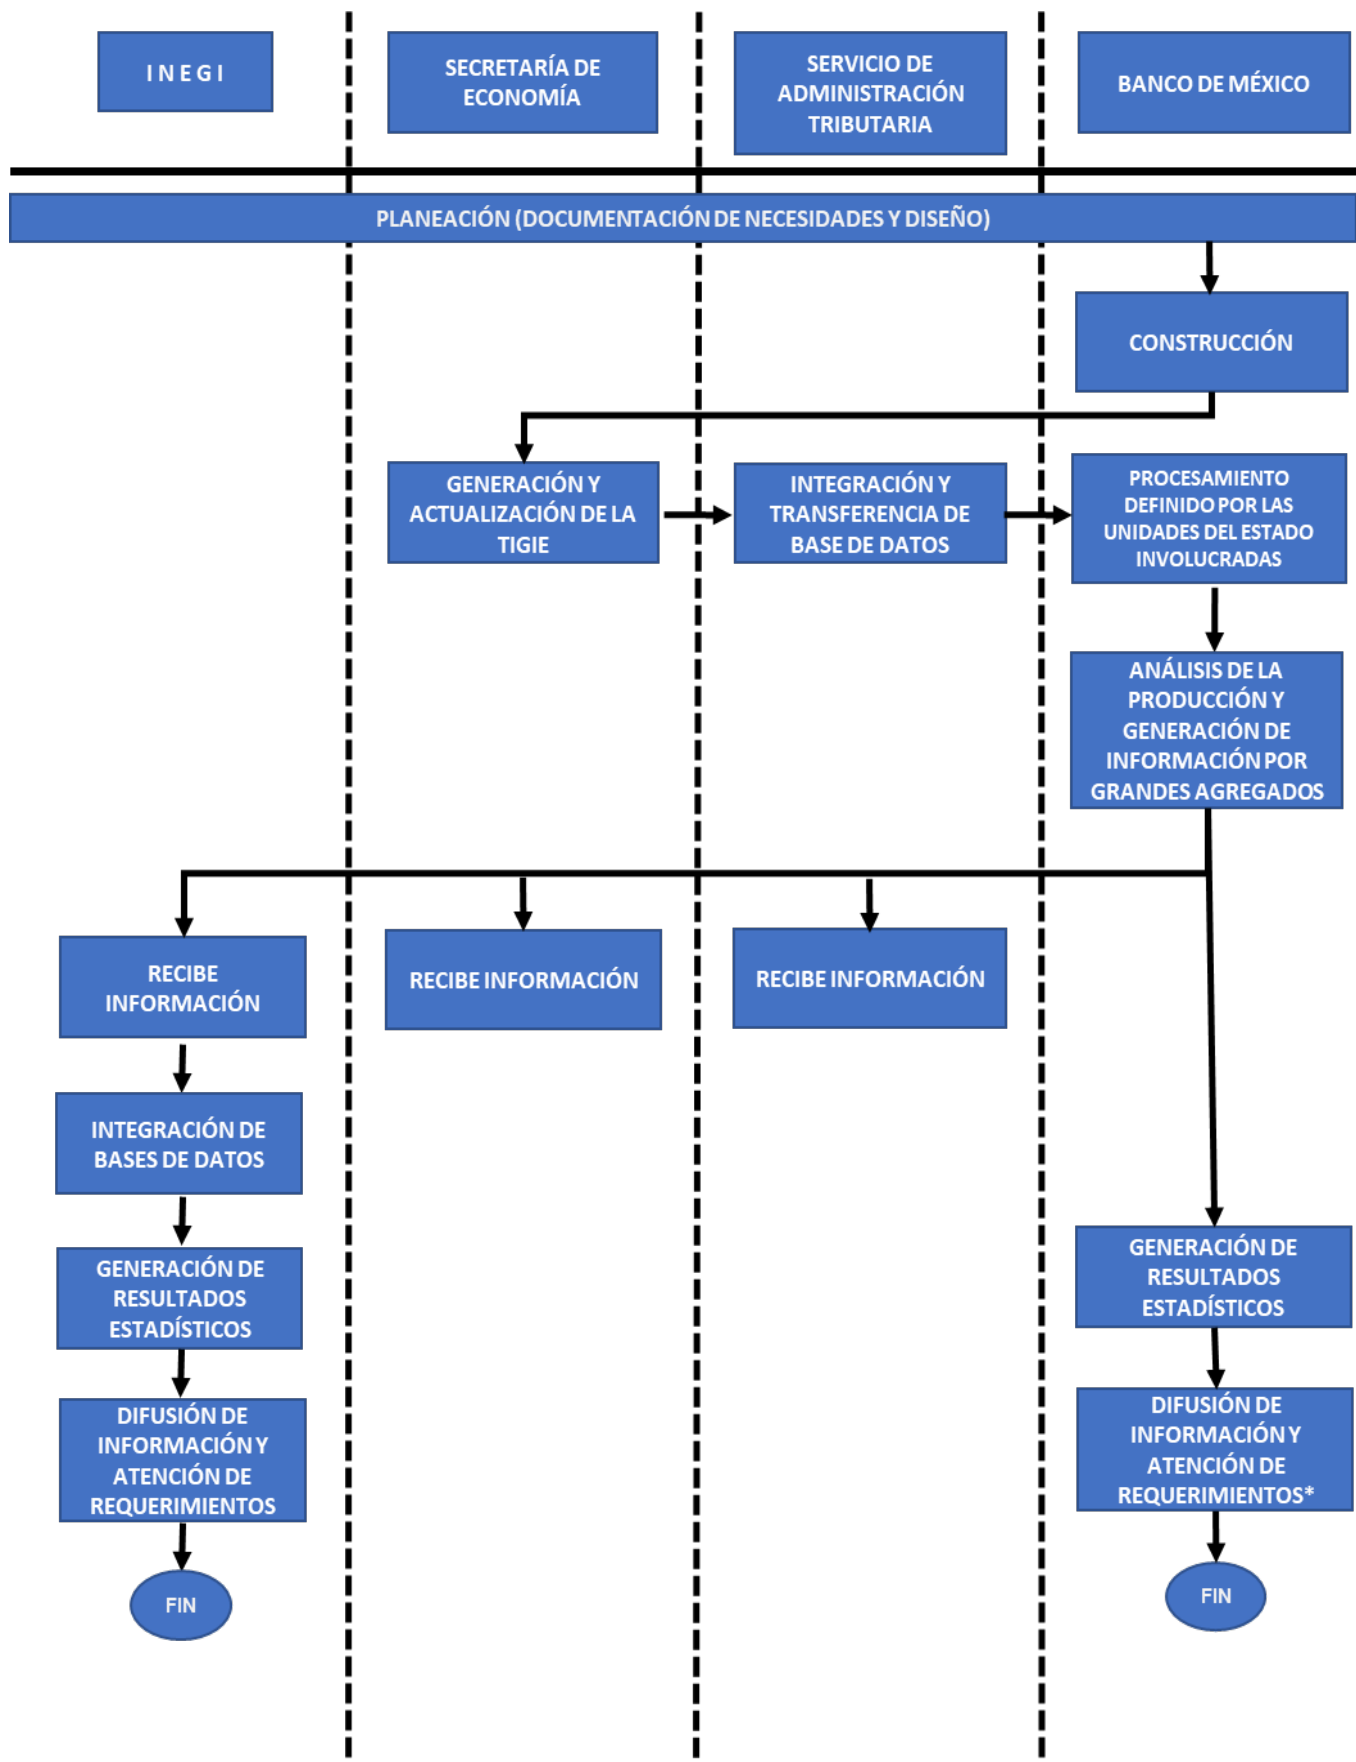 I N E G I
SECRETARÍA DE
ECONOMÍA
SERVICIO DE
ADMINISTRACIÓN
TRIBUTARIA
BANCO DE MÉXICO
PLANEACIÓN (DOCUMENTACIÓN DE NECESIDADES Y DISEÑO)
CONSTRUCCIÓN
GENERACIÓN Y
ACTUALIZACIÓN DE LA
TIGIE
INTEGRACIÓN Y
TRANSFERENCIA DE
BASE DE DATOS
PROCESAMIENTO
DEFINIDO POR LAS
UNIDADES DEL ESTADO
INVOLUCRADAS
ANÁLISIS DE LA
PRODUCCIÓN Y
GENERACIÓN DE
INFORMACIÓN POR
GRANDES AGREGADOS
RECIBE
INFORMACIÓN
RECIBE INFORMACIÓN
RECIBE INFORMACIÓN
INTEGRACIÓN DE
BASES DE DATOS
GENERACIÓN DE
RESULTADOS
ESTADÍSTICOS
GENERACIÓN DE
RESULTADOS
ESTADÍSTICOS
DIFUSIÓN DE
INFORMACIÓN Y
ATENCIÓN DE
REQUERIMIENTOS
DIFUSIÓN DE
INFORMACIÓN Y
ATENCIÓN DE
REQUERIMIENTOS*
FIN
FIN